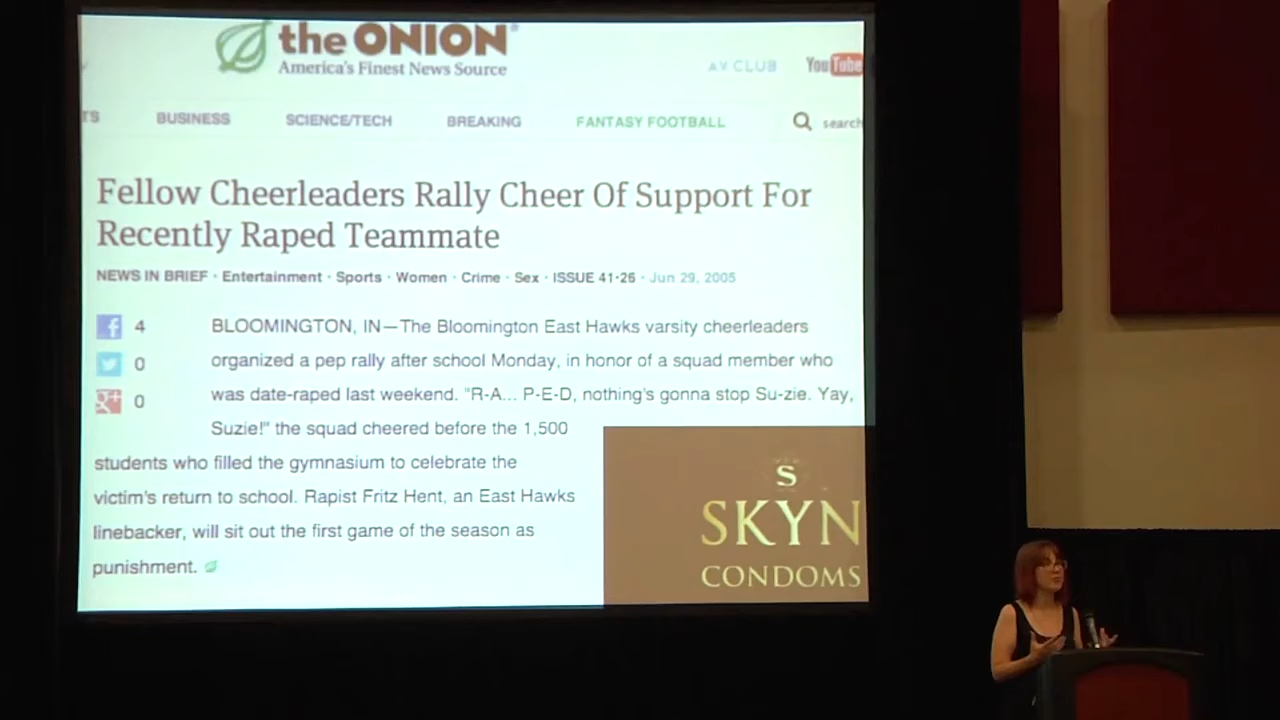 the ONION
America's Finest News Source
AV CLUB
YouTube
TS BUSINESS SCIENCE/TECH BREAKING FANTASY FOOTBALL search
Fellow Cheerleaders Rally Cheer Of Support For
Recently Raped Teammate
NEWS IN BRIEF · Entertainment · Sports · Women · Crime · Sex · ISSUE 41·26 · Jun 29, 2005
f 4
0
g+ 0
BLOOMINGTON, IN—The Bloomington East Hawks varsity cheerleaders
organized a pep rally after school Monday, in honor of a squad member who
was date-raped last weekend. "R-A... P-E-D, nothing's gonna stop Su-zie. Yay,
Suzie!" the squad cheered before the 1,500
students who filled the gymnasium to celebrate the
victim's return to school. Rapist Fritz Hent, an East Hawks
linebacker, will sit out the first game of the season as
punishment.
S
SKYN
CONDOMS